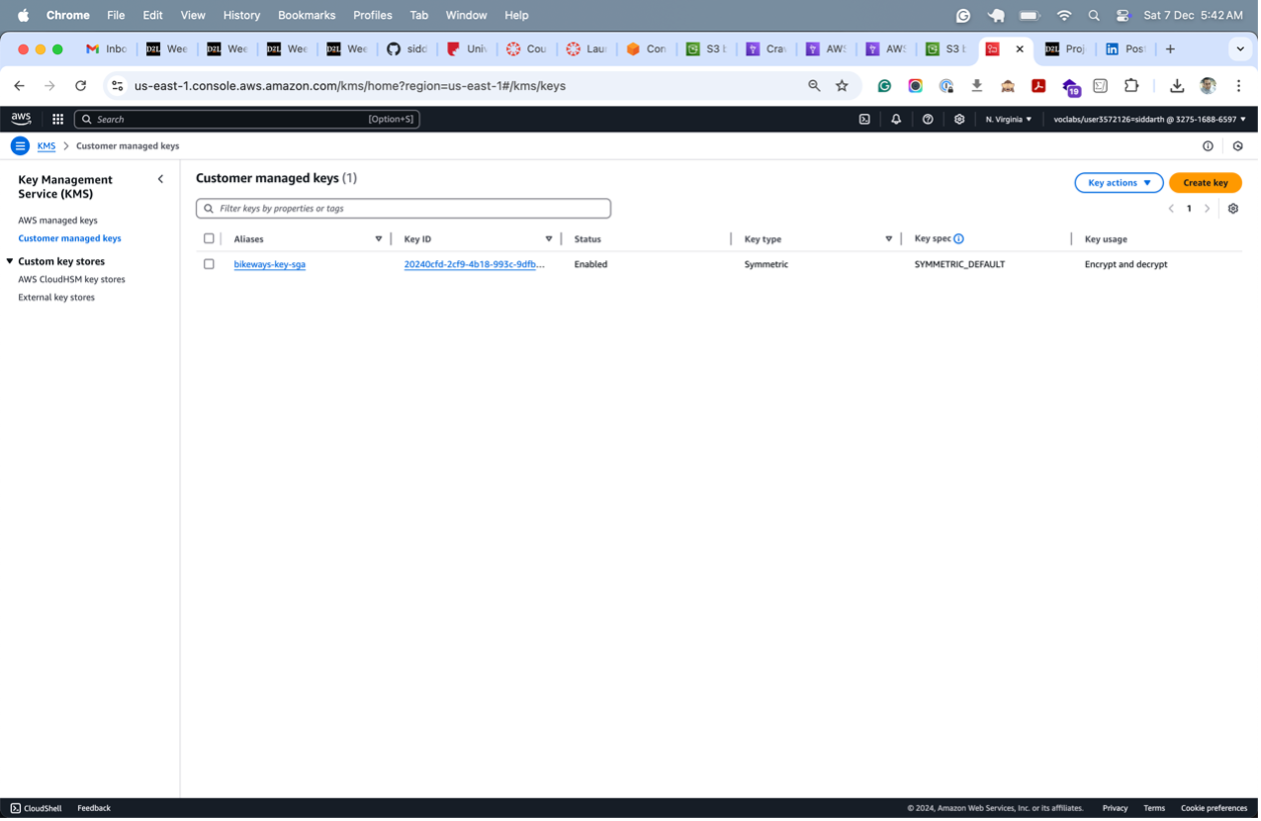 Chrome File Edit View History Bookmarks Profiles Tab Window Help Sat 7 Dec 5:42 AM
Inbo Wee Wee Wee Wee sidd Univ Cou Lau Con S3 b Cra AWS AWS S3 b Proj Pos
us-east-1.console.aws.amazon.com/kms/home?region=us-east-1#/kms/keys 19
aws Search [Option+S] N. Virginia voclabs/user3572126=siddarth @ 3275-1688-6597
KMS > Customer managed keys
Key Management Service (KMS)
AWS managed keys
Customer managed keys
Custom key stores
AWS CloudHSM key stores
External key stores
Customer managed keys (1)
Key actions Create key
Filter keys by properties or tags
1
Aliases Key ID Status Key type Key spec Key usage
bikeways-key-sga 20240cfd-2cf9-4b18-993c-9dfb... Enabled Symmetric SYMMETRIC_DEFAULT Encrypt and decrypt
CloudShell Feedback © 2024, Amazon Web Services, Inc. or its affiliates. Privacy Terms Cookie preferences